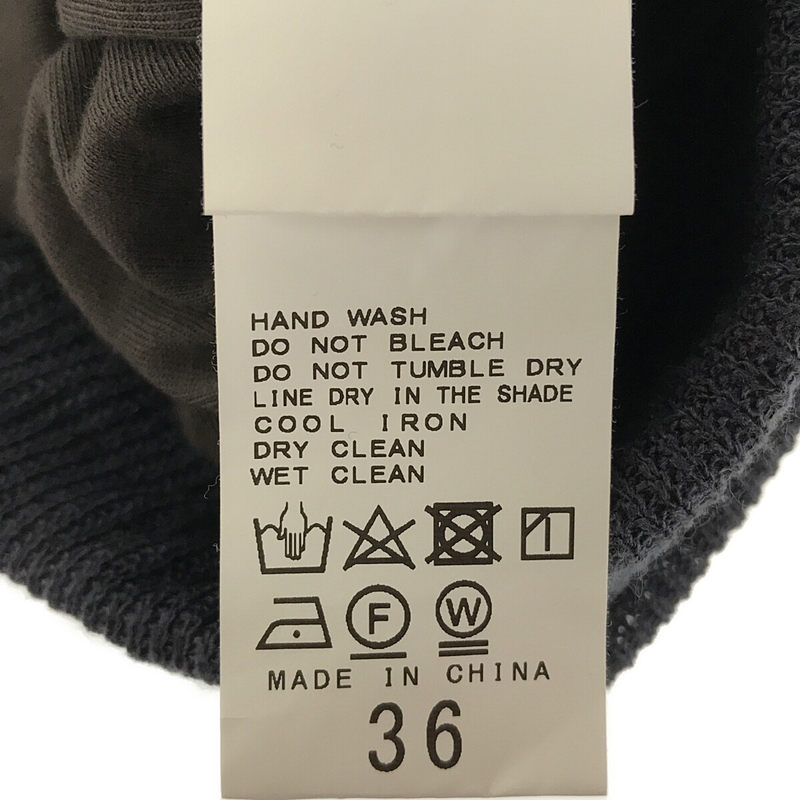 HAND WASH
DO NOT BLEACH
DO NOT TUMBLE DRY
LINE DRY IN THE SHADE
COOL IRON
DRY CLEAN
WET CLEAN
F W
MADE IN CHINA
36